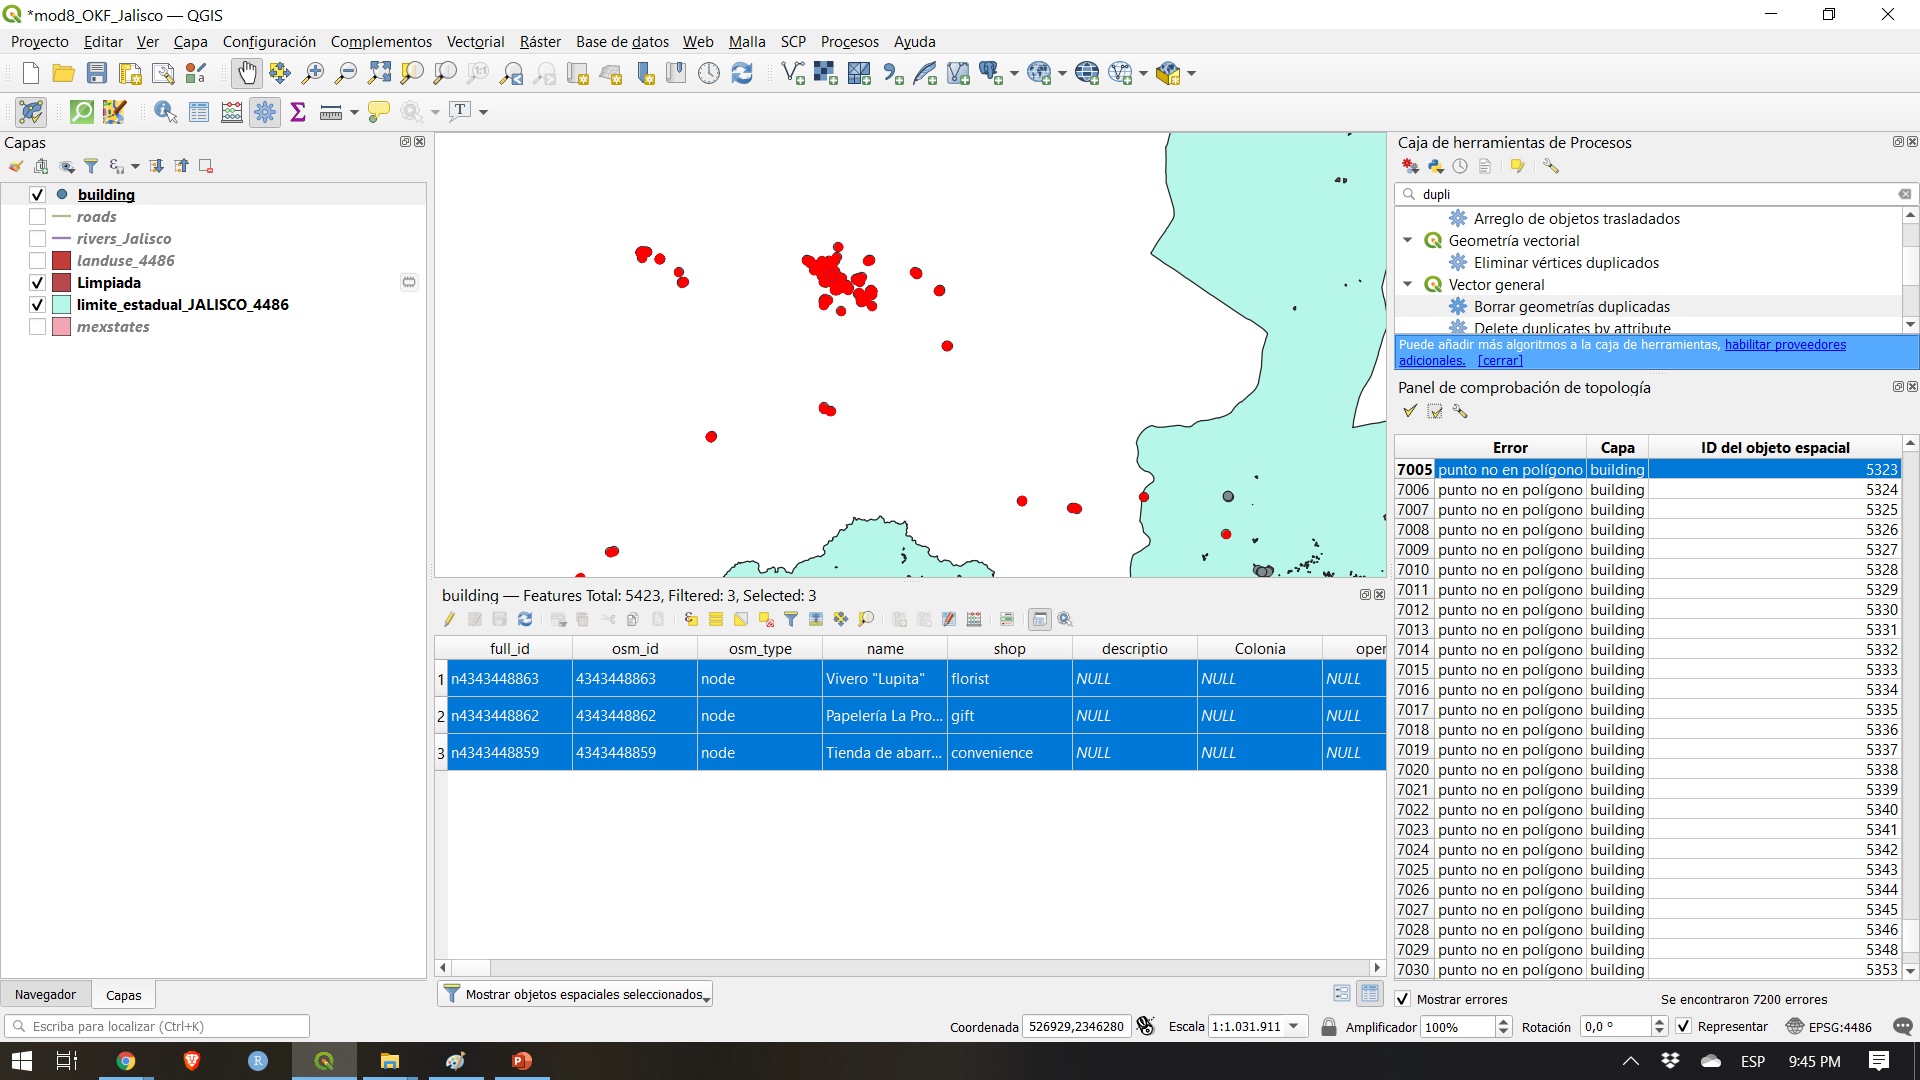 *mod8_OKF_Jalisco — QGIS
Proyecto Editar Ver Capa Configuración Complementos Vectorial Ráster Base de datos Web Malla SCP Procesos Ayuda
Capas
building
roads
rivers_Jalisco
landuse_4486
Limpiada
limite_estadual_JALISCO_4486
mexstates
Navegador
Capas
Escriba para localizar (Ctrl+K)
building — Features Total: 5423, Filtered: 3, Selected: 3
full_id osm_id osm_type name shop descriptio Colonia oper
1 n4343448863 4343448863 node Vivero "Lupita" florist NULL NULL NULL
2 n4343448862 4343448862 node Papelería La Pro... gift NULL NULL NULL
3 n4343448859 4343448859 node Tienda de abarr... convenience NULL NULL NULL
Mostrar objetos espaciales seleccionados
Caja de herramientas de Procesos
dupli
Arreglo de objetos trasladados
Geometría vectorial
Eliminar vértices duplicados
Vector general
Borrar geometrías duplicadas
Delete duplicates by attribute
Puede añadir más algoritmos a la caja de herramientas, habilitar proveedores
adicionales. [cerrar]
Panel de comprobación de topología
Error Capa ID del objeto espacial
7005 punto no en polígono building 5323
7006 punto no en polígono building 5324
7007 punto no en polígono building 5325
7008 punto no en polígono building 5326
7009 punto no en polígono building 5327
7010 punto no en polígono building 5328
7011 punto no en polígono building 5329
7012 punto no en polígono building 5330
7013 punto no en polígono building 5331
7014 punto no en polígono building 5332
7015 punto no en polígono building 5333
7016 punto no en polígono building 5334
7017 punto no en polígono building 5335
7018 punto no en polígono building 5336
7019 punto no en polígono building 5337
7020 punto no en polígono building 5338
7021 punto no en polígono building 5339
7022 punto no en polígono building 5340
7023 punto no en polígono building 5341
7024 punto no en polígono building 5342
7025 punto no en polígono building 5343
7026 punto no en polígono building 5344
7027 punto no en polígono building 5345
7028 punto no en polígono building 5346
7029 punto no en polígono building 5348
7030 punto no en polígono building 5353
Mostrar errores Se encontraron 7200 errores
Coordenada 526929,2346280 Escala 1:1.031.911 Amplificador 100% Rotación 0,0 ° Representar EPSG:4486
ESP 9:45 PM